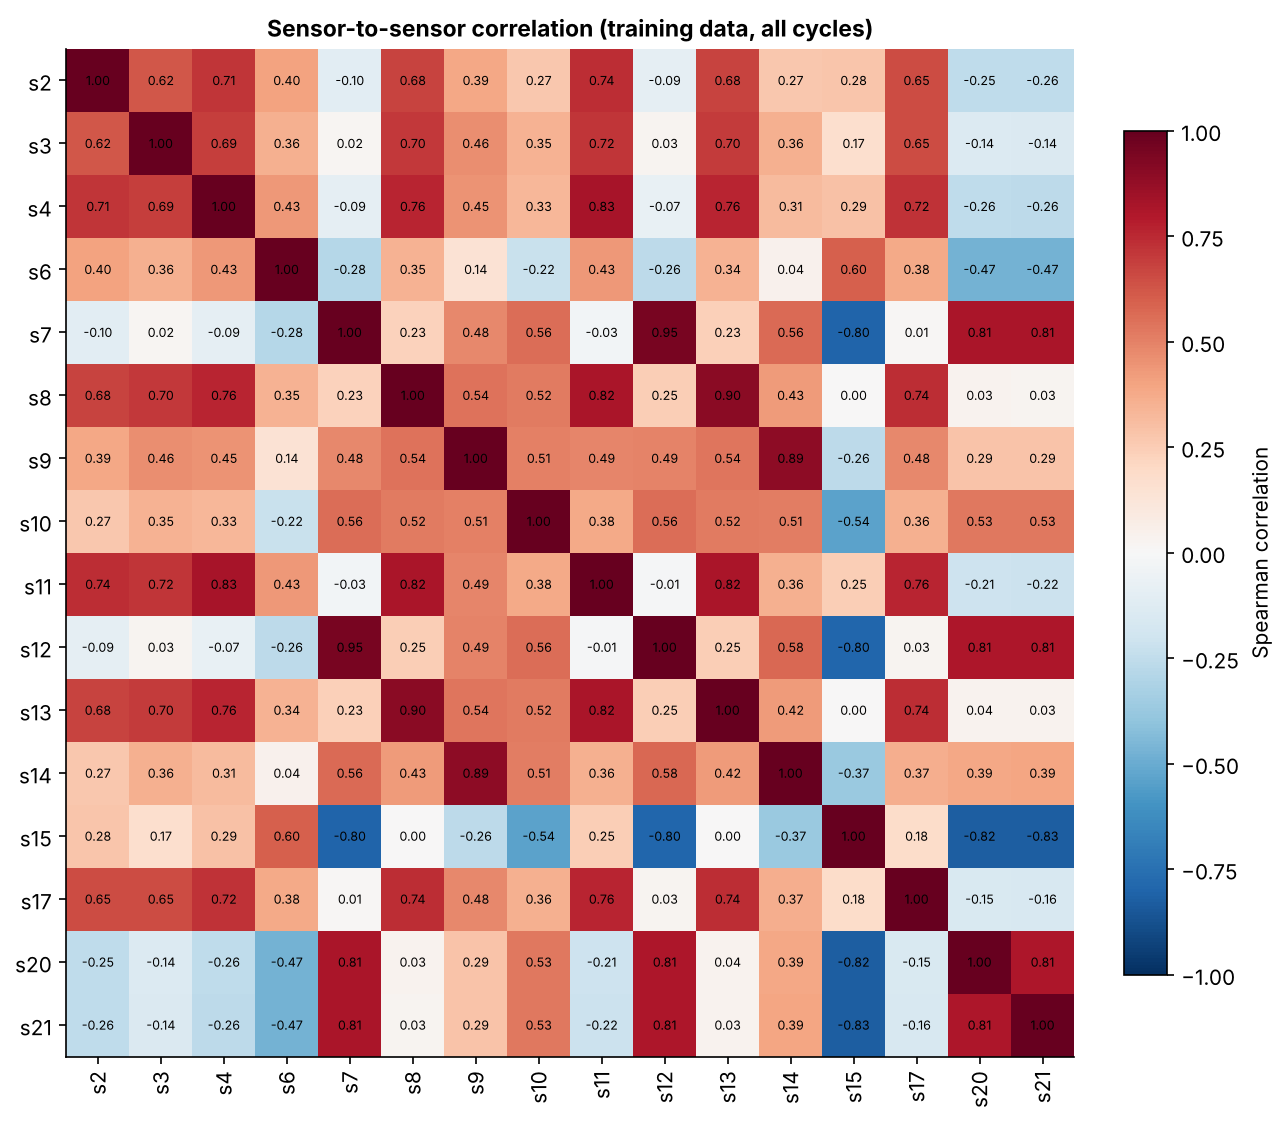 Sensor-to-sensor correlation (training data, all cycles)
s2 1.00 0.62 0.71 0.40 -0.10 0.68 0.39 0.27 0.74 -0.09 0.68 0.27 0.28 0.65 -0.25 -0.26
s3 0.62 1.00 0.69 0.36 0.02 0.70 0.46 0.35 0.72 0.03 0.70 0.36 0.17 0.65 -0.14 -0.14
s4 0.71 0.69 1.00 0.43 -0.09 0.76 0.45 0.33 0.83 -0.07 0.76 0.31 0.29 0.72 -0.26 -0.26
s6 0.40 0.36 0.43 1.00 -0.28 0.35 0.14 -0.22 0.43 -0.26 0.34 0.04 0.60 0.38 -0.47 -0.47
s7 -0.10 0.02 -0.09 -0.28 1.00 0.23 0.48 0.56 -0.03 0.95 0.23 0.56 -0.80 0.01 0.81 0.81
s8 0.68 0.70 0.76 0.35 0.23 1.00 0.54 0.52 0.82 0.25 0.90 0.43 0.00 0.74 0.03 0.03
s9 0.39 0.46 0.45 0.14 0.48 0.54 1.00 0.51 0.49 0.49 0.54 0.89 -0.26 0.48 0.29 0.29
s10 0.27 0.35 0.33 -0.22 0.56 0.52 0.51 1.00 0.38 0.56 0.52 0.51 -0.54 0.36 0.53 0.53
s11 0.74 0.72 0.83 0.43 -0.03 0.82 0.49 0.38 1.00 -0.01 0.82 0.36 0.25 0.76 -0.21 -0.22
s12 -0.09 0.03 -0.07 -0.26 0.95 0.25 0.49 0.56 -0.01 1.00 0.25 0.58 -0.80 0.03 0.81 0.81
s13 0.68 0.70 0.76 0.34 0.23 0.90 0.54 0.52 0.82 0.25 1.00 0.42 0.00 0.74 0.04 0.03
s14 0.27 0.36 0.31 0.04 0.56 0.43 0.89 0.51 0.36 0.58 0.42 1.00 -0.37 0.37 0.39 0.39
s15 0.28 0.17 0.29 0.60 -0.80 0.00 -0.26 -0.54 0.25 -0.80 0.00 -0.37 1.00 0.18 -0.82 -0.83
s17 0.65 0.65 0.72 0.38 0.01 0.74 0.48 0.36 0.76 0.03 0.74 0.37 0.18 1.00 -0.15 -0.16
s20 -0.25 -0.14 -0.26 -0.47 0.81 0.03 0.29 0.53 -0.21 0.81 0.04 0.39 -0.82 -0.15 1.00 0.81
s21 -0.26 -0.14 -0.26 -0.47 0.81 0.03 0.29 0.53 -0.22 0.81 0.03 0.39 -0.83 -0.16 0.81 1.00
s2 s3 s4 s6 s7 s8 s9 s10 s11 s12 s13 s14 s15 s17 s20 s21
1.00
0.75
0.50
0.25
0.00
−0.25
−0.50
−0.75
−1.00
Spearman correlation